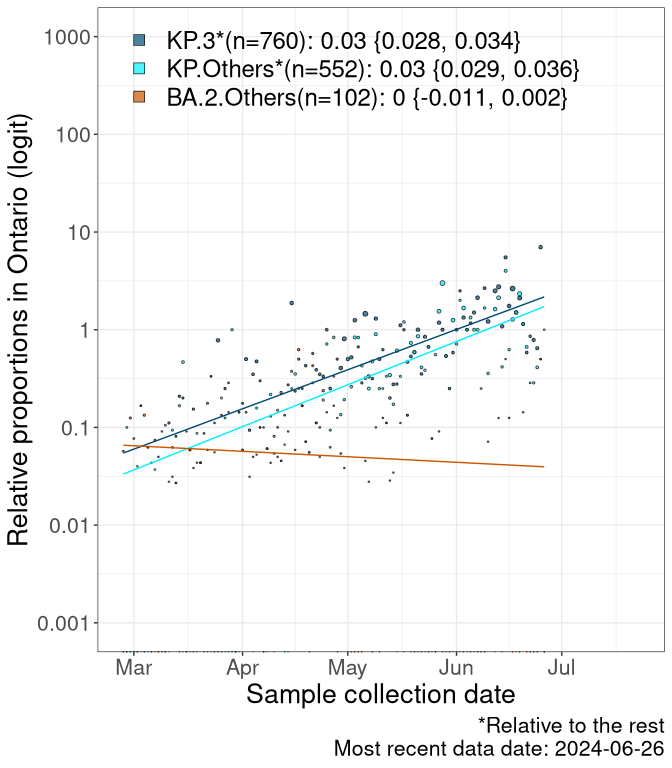 KP.3*(n=760): 0.03 {0.028, 0.034}
KP.Others*(n=552): 0.03 {0.029, 0.036}
BA.2.Others(n=102): 0 {-0.011, 0.002}
Relative proportions in Ontario (logit)
1000
100
10
1
0.1
0.01
0.001
Mar Apr May Jun Jul
Sample collection date
*Relative to the rest
Most recent data date: 2024-06-26